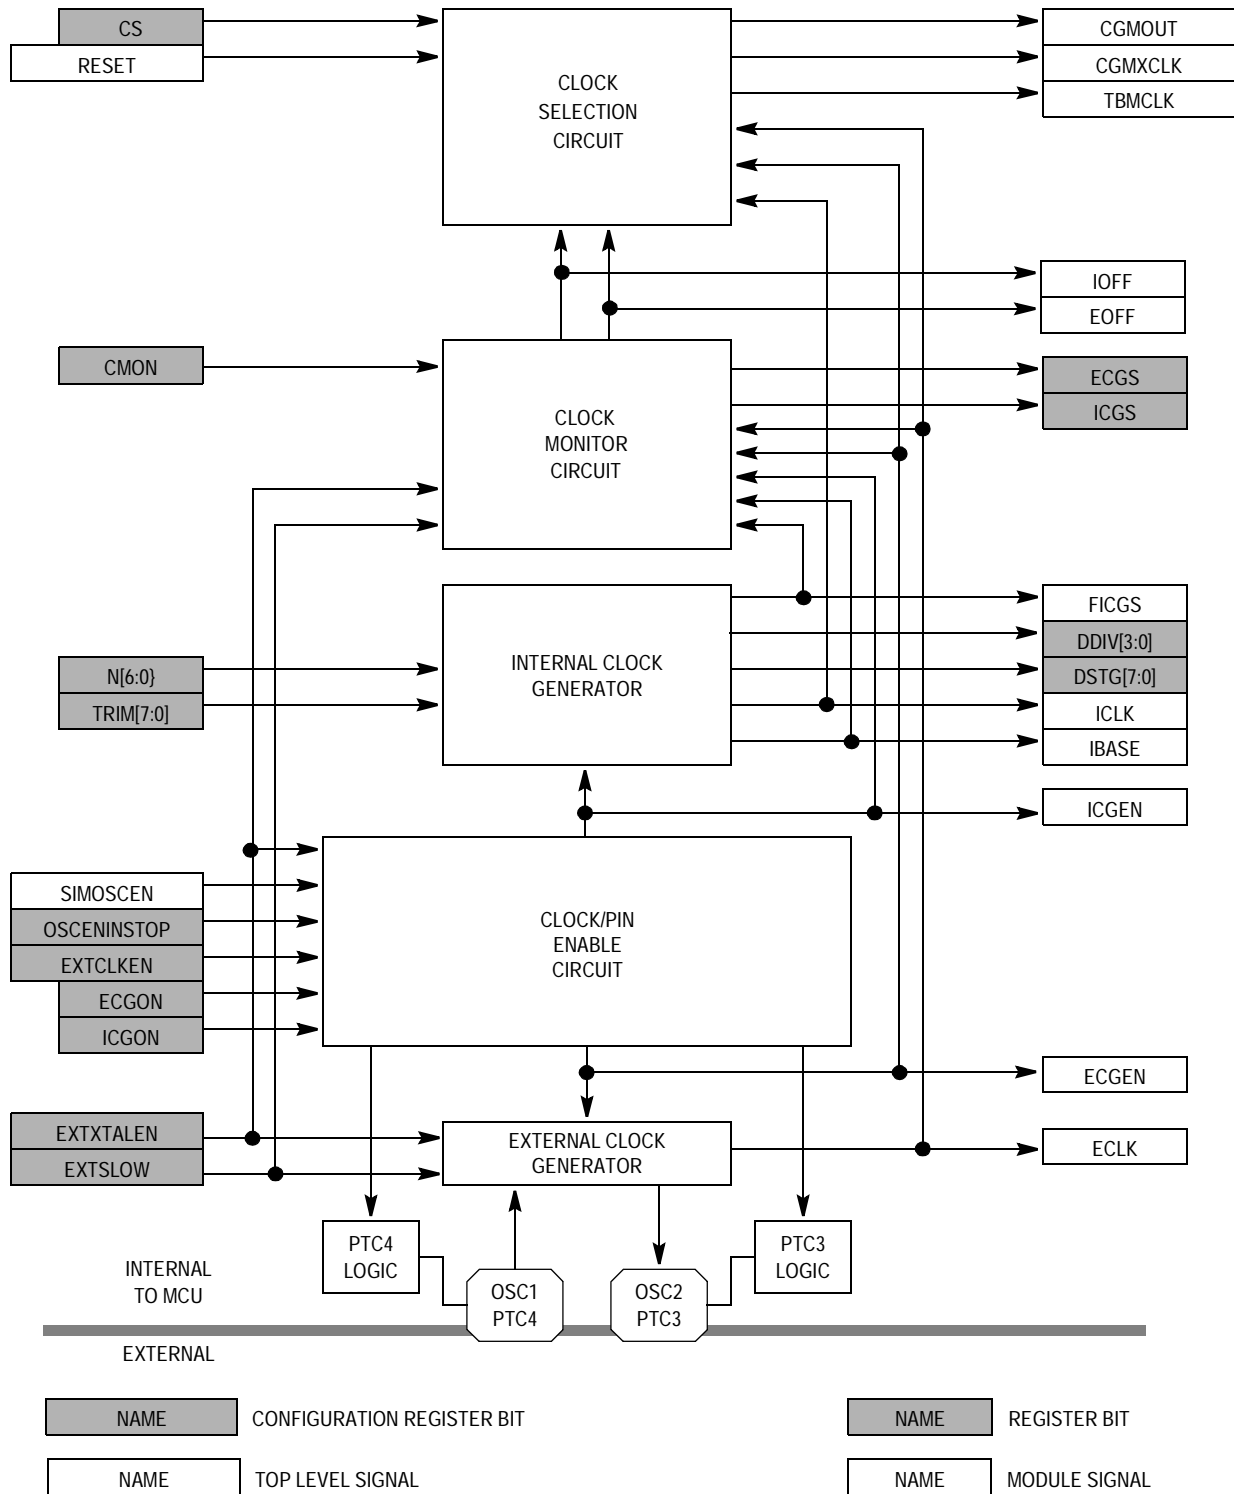 CS
RESET
CLOCK
SELECTION
CIRCUIT
CGMOUT
CGMXCLK
TBMCLK
IOFF
EOFF
CMON
CLOCK
MONITOR
CIRCUIT
ECGS
ICGS
N[6:0}
TRIM[7:0]
INTERNAL CLOCK
GENERATOR
FICGS
DDIV[3:0]
DSTG[7:0]
ICLK
IBASE
ICGEN
SIMOSCEN
OSCENINSTOP
EXTCLKEN
ECGON
ICGON
CLOCK/PIN
ENABLE
CIRCUIT
ECGEN
EXTXTALEN
EXTSLOW
EXTERNAL CLOCK
GENERATOR
ECLK
PTC4
LOGIC
PTC3
LOGIC
INTERNAL
TO MCU
OSC1
PTC4
OSC2
PTC3
EXTERNAL
NAME CONFIGURATION REGISTER BIT
NAME REGISTER BIT
NAME TOP LEVEL SIGNAL
NAME MODULE SIGNAL